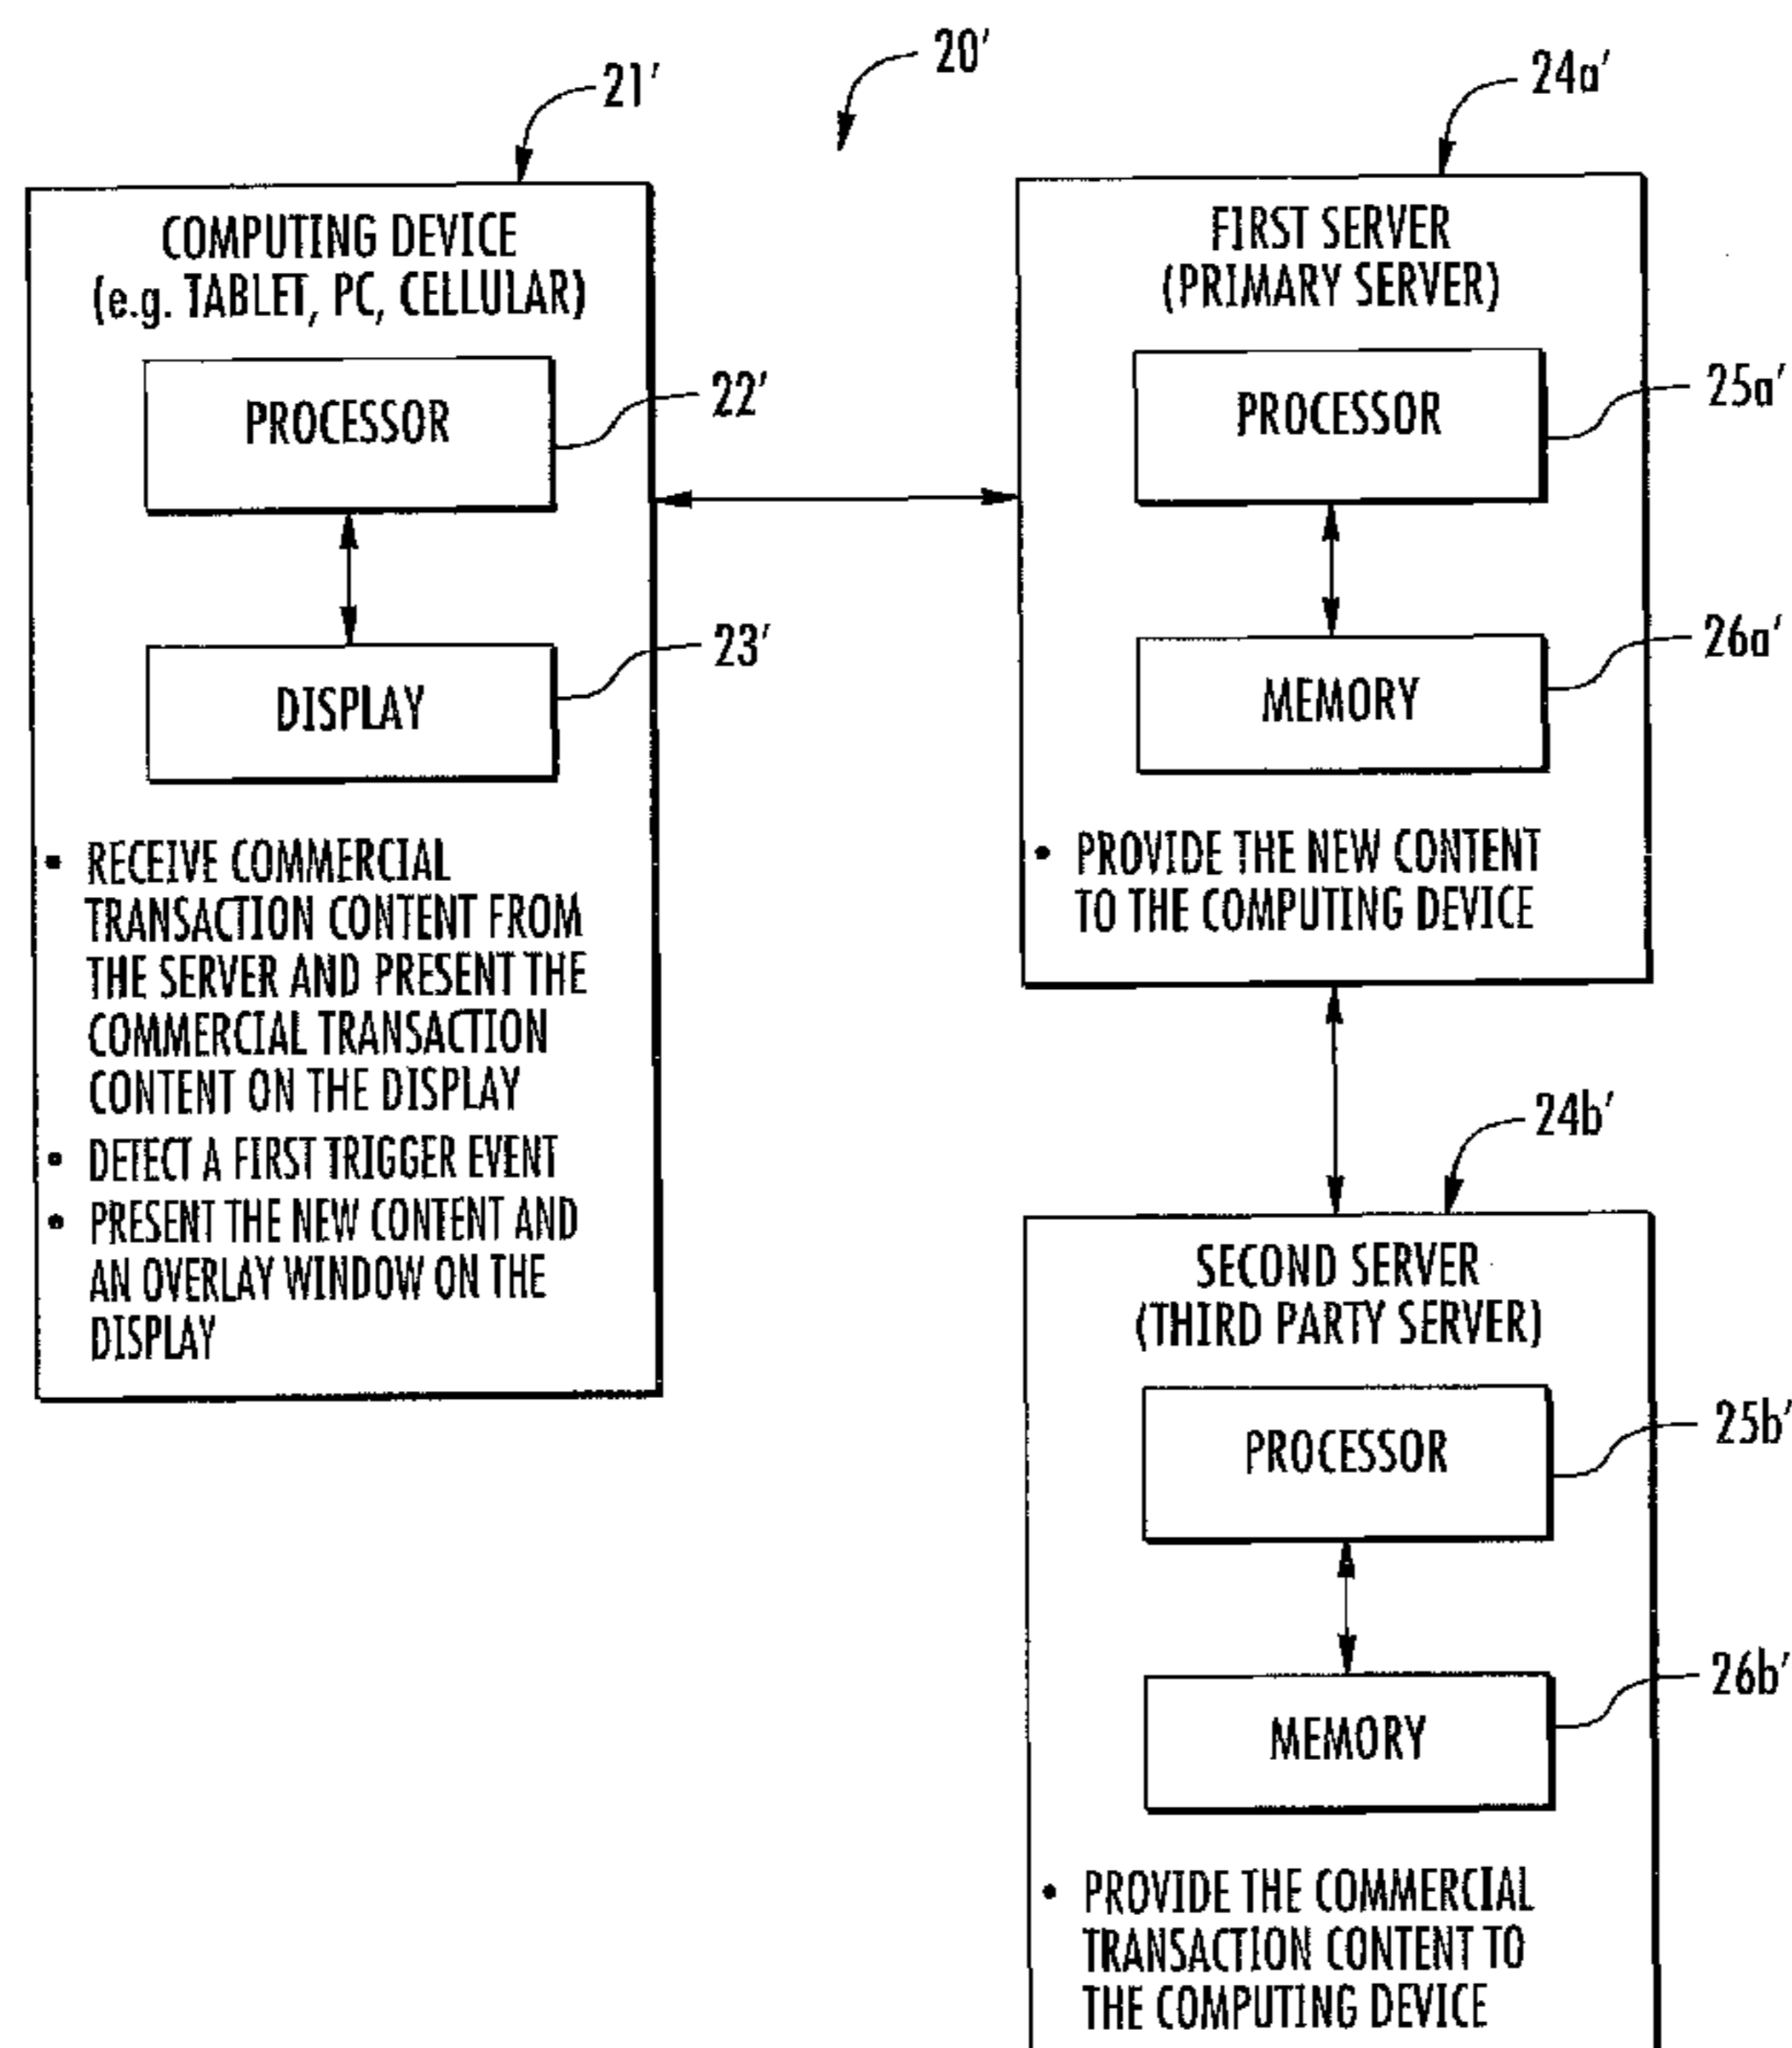 20'
21'
COMPUTING DEVICE
(e.g. TABLET, PC, CELLULAR)
PROCESSOR
22'
DISPLAY
23'
• RECEIVE COMMERCIAL
TRANSACTION CONTENT FROM
THE SERVER AND PRESENT THE
COMMERCIAL TRANSACTION
CONTENT ON THE DISPLAY
• DETECT A FIRST TRIGGER EVENT
• PRESENT THE NEW CONTENT AND
AN OVERLAY WINDOW ON THE
DISPLAY
24a'
FIRST SERVER
(PRIMARY SERVER)
PROCESSOR
25a'
MEMORY
26a'
• PROVIDE THE NEW CONTENT
TO THE COMPUTING DEVICE
24b'
SECOND SERVER
(THIRD PARTY SERVER)
PROCESSOR
25b'
MEMORY
26b'
• PROVIDE THE COMMERCIAL
TRANSACTION CONTENT TO
THE COMPUTING DEVICE